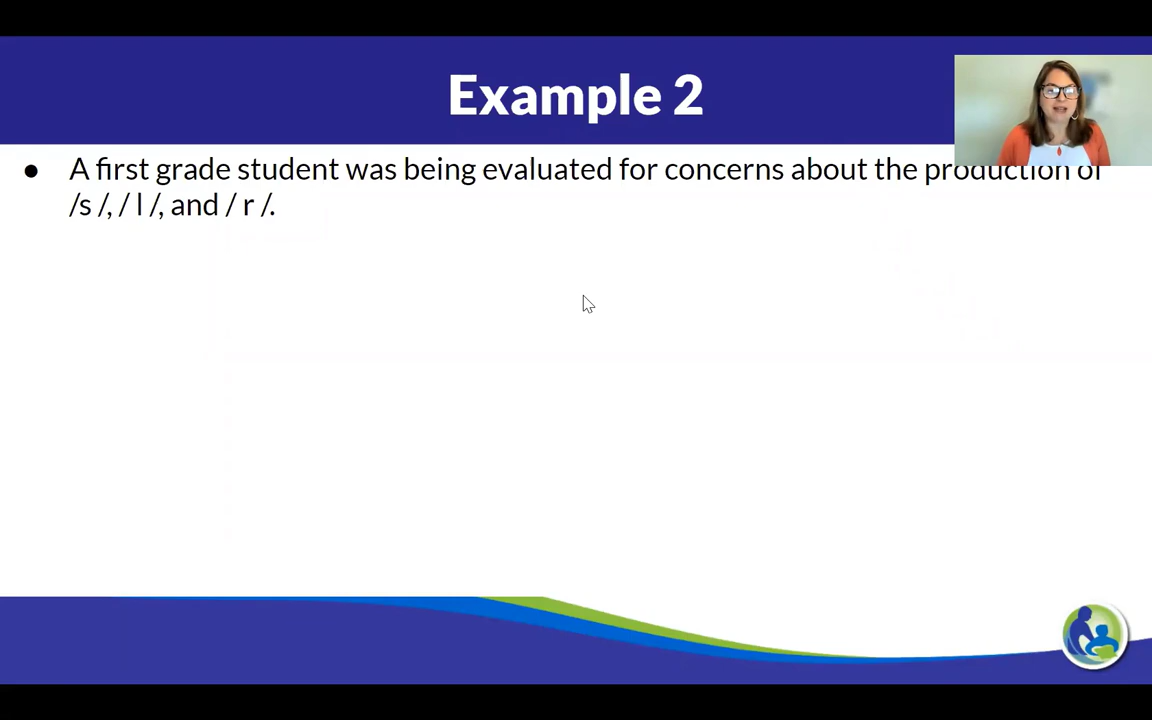 Example 2
● A first grade student was being evaluated for concerns about the production of
/s /, / l /, and / r /.